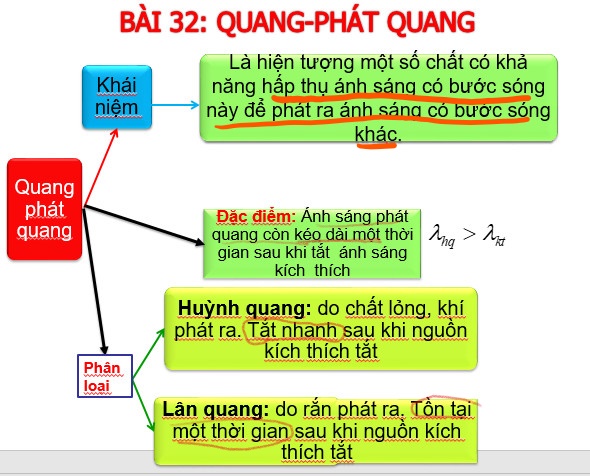 BÀI 32: QUANG-PHÁT QUANG
Là hiện tượng một số chất có khả
năng hấp thụ ánh sáng có bước sóng
này để phát ra ánh sáng có bước sóng
khác.
Khái
niệm
Quang
phát
quang
Đặc điểm: Ánh sáng phát
quang còn kéo dài một thời
gian sau khi tắt ánh sáng
kích thích
λhq > λkt
Huỳnh quang: do chất lỏng, khí
phát ra. Tắt nhanh sau khi nguồn
kích thích tắt
Phân
loại
Lân quang: do rắn phát ra. Tồn tại
một thời gian sau khi nguồn kích
thích tắt